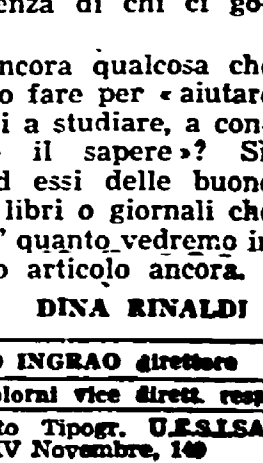 enza di chi ci go-
ncora qualcosa che
o fare per «aiutare
i a studiare, a con-
il sapere»? Si
d essi delle buone
libri o giornali che
quanto vedremo in
o articolo ancora.
DINA RINALDI
O INGRAO direttore
olorni vice dirett. resp
to Tipogr. U.E.S.I.S.A
IV Novembre, 149